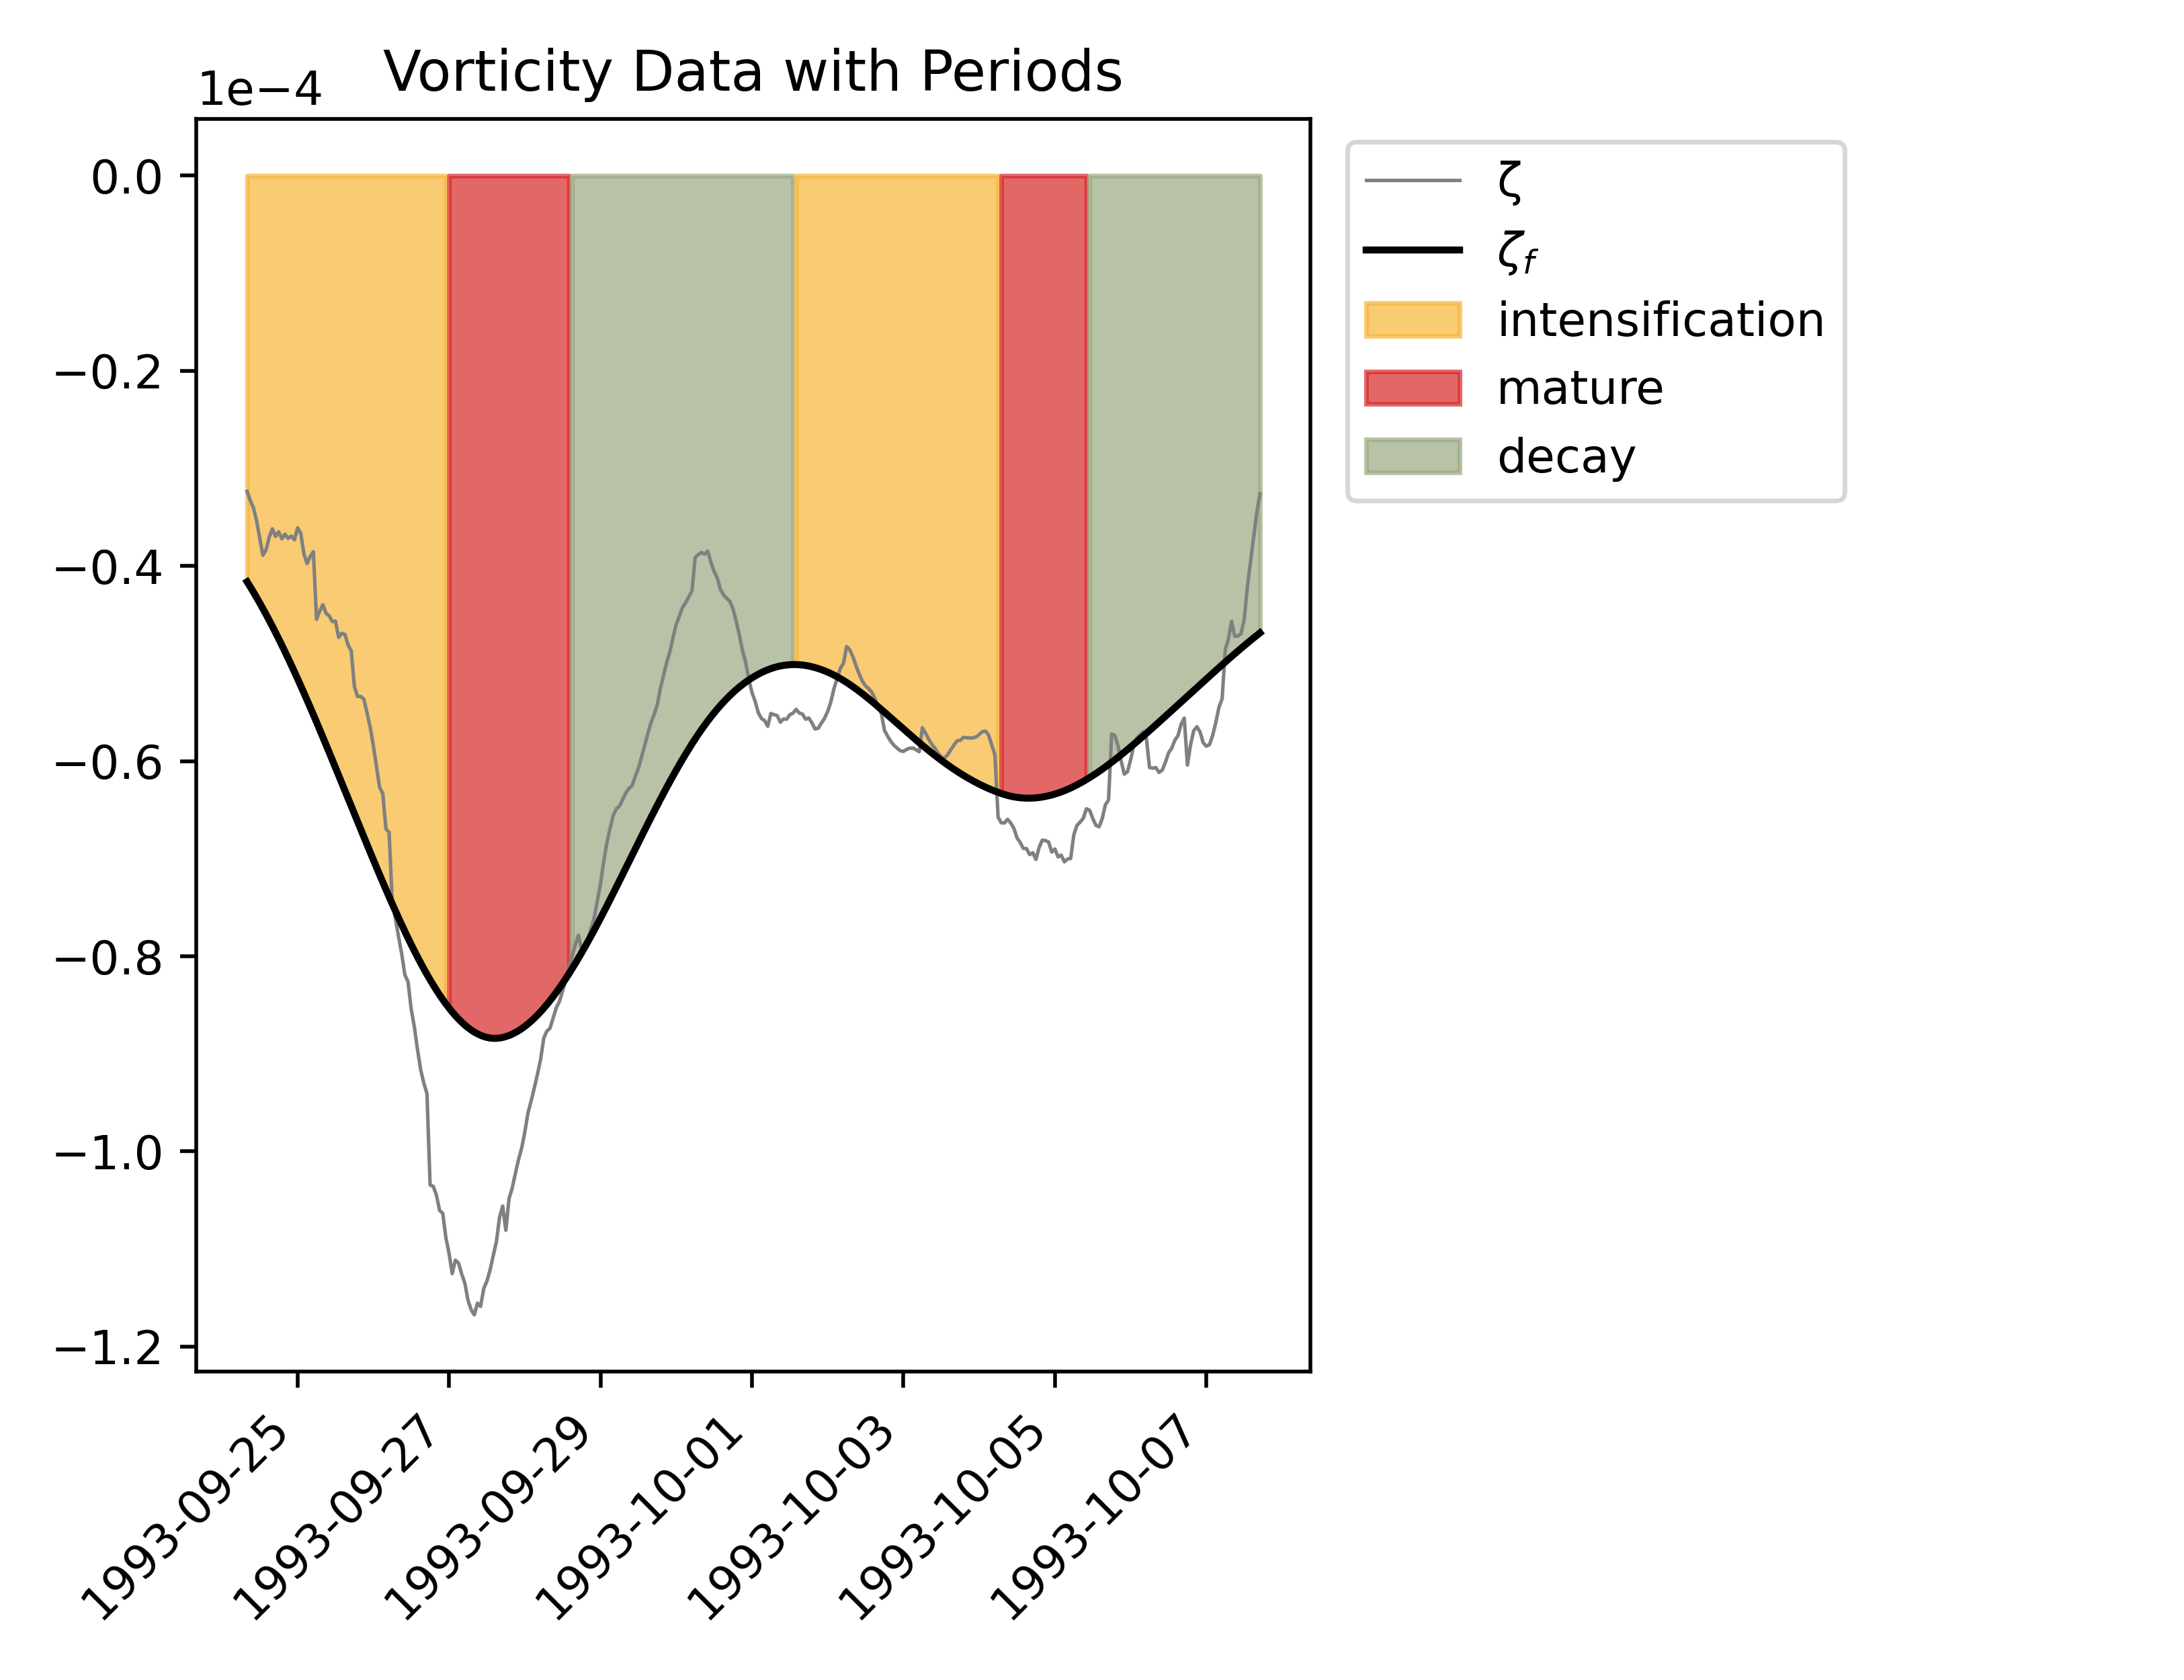 Vorticity Data with Periods
1e−4
0.0
−0.2
−0.4
−0.6
−0.8
−1.0
−1.2
1993-09-25
1993-09-27
1993-09-29
1993-10-01
1993-10-03
1993-10-05
1993-10-07
ζ
ζf
intensification
mature
decay